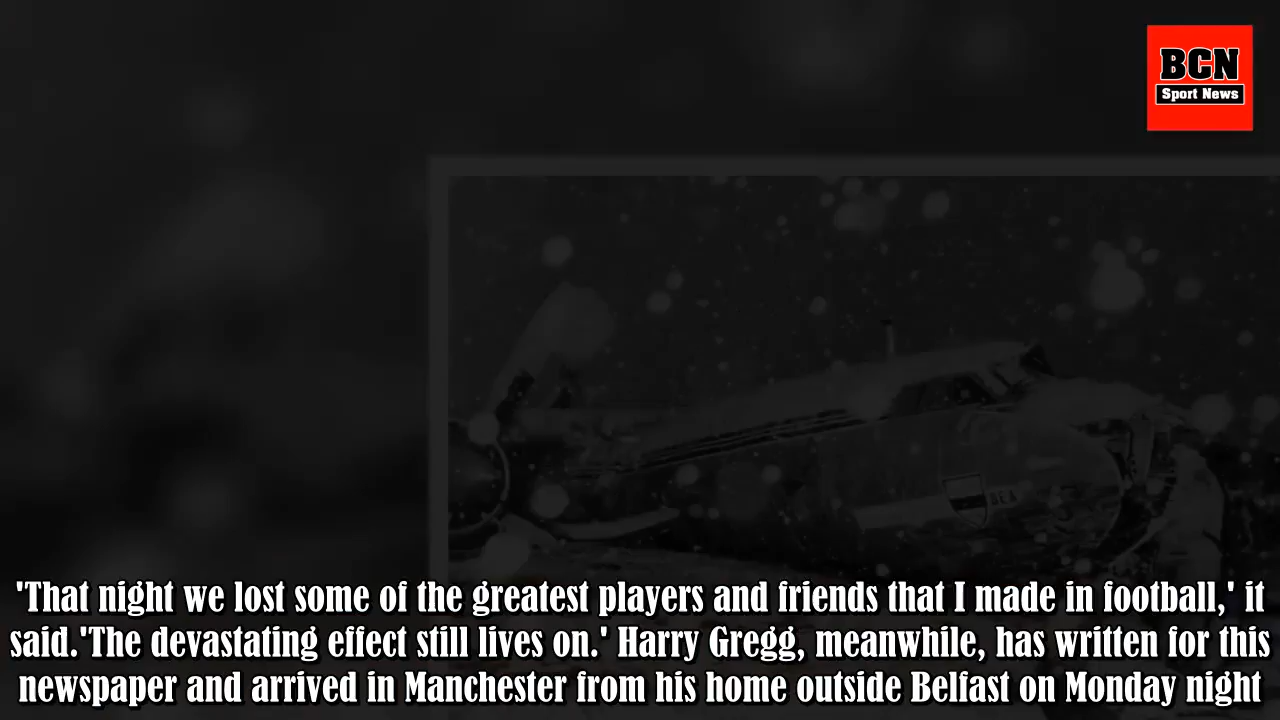 BCN
Sport News
BEA
'That night we lost some of the greatest players and friends that I made in football,' it
said.'The devastating effect still lives on.' Harry Gregg, meanwhile, has written for this
newspaper and arrived in Manchester from his home outside Belfast on Monday night